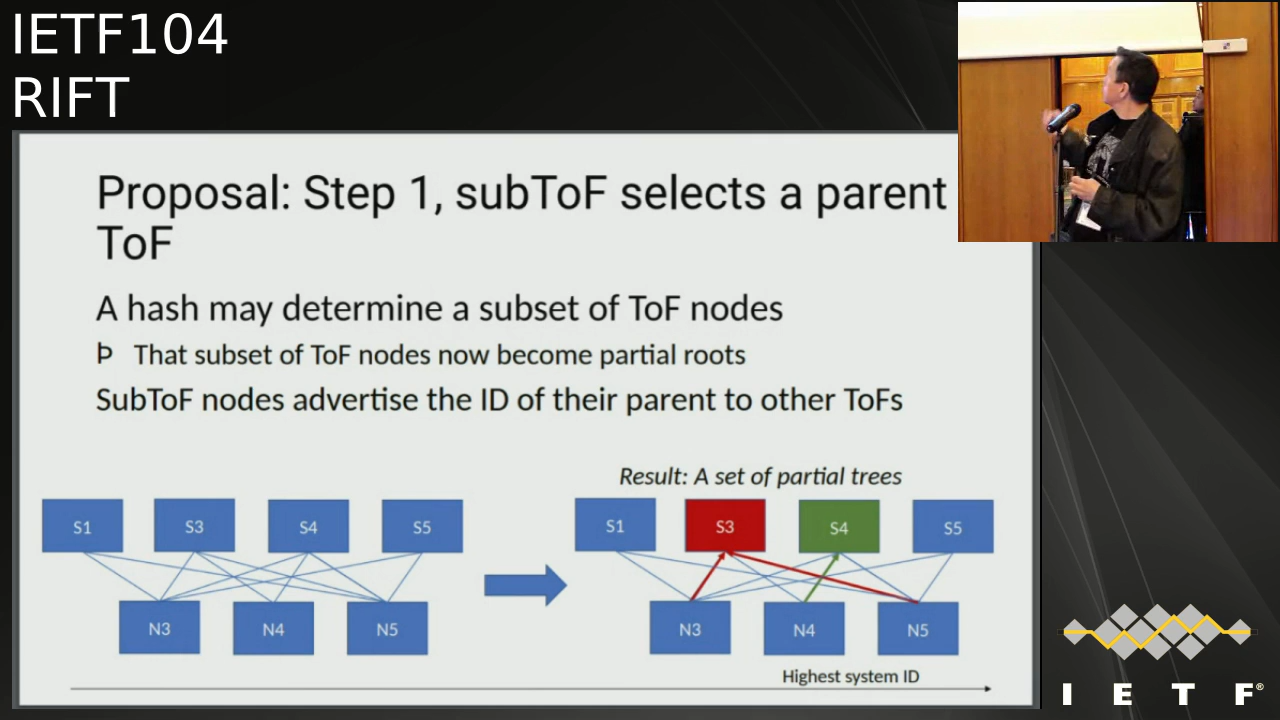 IETF104
RIFT
Proposal: Step 1, subToF selects a parent
ToF
A hash may determine a subset of ToF nodes
Þ That subset of ToF nodes now become partial roots
SubToF nodes advertise the ID of their parent to other ToFs
Result: A set of partial trees
S1 S3 S4 S5 S1 S3 S4 S5
N3 N4 N5 N3 N4 N5
Highest system ID
I E T F®